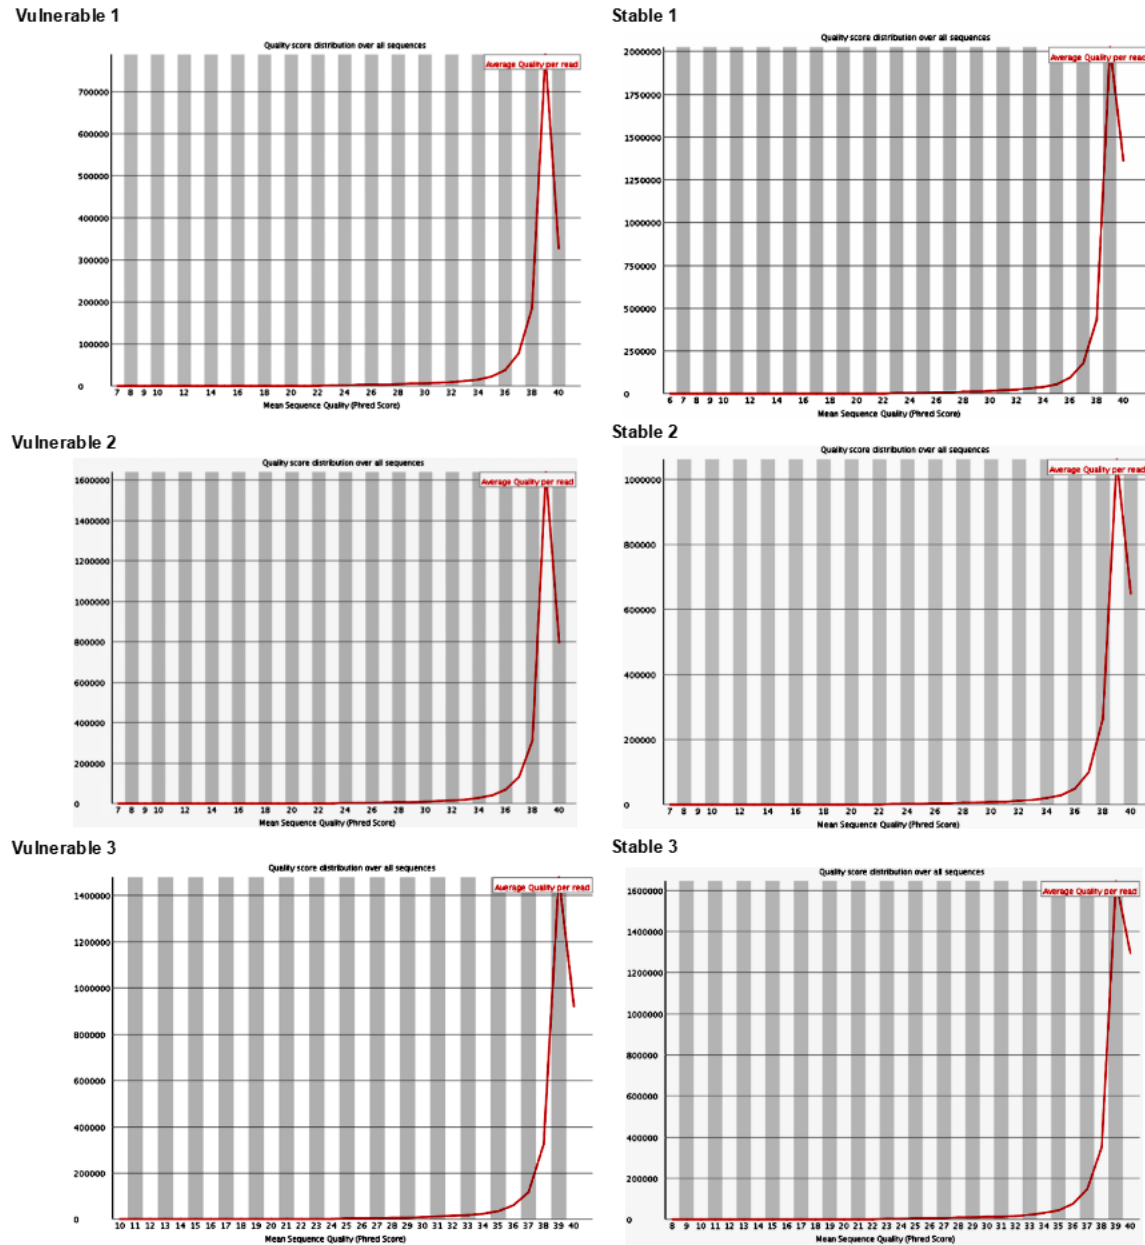 Vulnerable 1
Quality score distribution over all sequences
Average Quality per read
700000
600000
500000
400000
300000
200000
100000
0
7 8 9 10 12 14 16 18 20 22 24 26 28 30 32 34 36 38 40
Mean Sequence Quality (Phred Score)
Stable 1
Quality score distribution over all sequences
Average Quality per read
2000000
1750000
1500000
1250000
1000000
750000
500000
250000
0
6 7 8 9 10 12 14 16 18 20 22 24 26 28 30 32 34 36 38 40
Mean Sequence Quality (Phred Score)
Vulnerable 2
Quality score distribution over all sequences
Average Quality per read
1600000
1400000
1200000
1000000
800000
600000
400000
200000
0
7 8 9 10 12 14 16 18 20 22 24 26 28 30 32 34 36 38 40
Mean Sequence Quality (Phred Score)
Stable 2
Quality score distribution over all sequences
Average Quality per read
1000000
800000
600000
400000
200000
0
7 8 9 10 12 14 16 18 20 22 24 26 28 30 32 34 36 38 40
Mean Sequence Quality (Phred Score)
Vulnerable 3
Quality score distribution over all sequences
Average Quality per read
1400000
1200000
1000000
800000
600000
400000
200000
0
10 11 12 13 14 15 16 17 18 19 20 21 22 23 24 25 26 27 28 29 30 31 32 33 34 35 36 37 38 39 40
Mean Sequence Quality (Phred Score)
Stable 3
Quality score distribution over all sequences
Average Quality per read
1600000
1400000
1200000
1000000
800000
600000
400000
200000
0
8 9 10 11 12 13 14 15 16 17 18 19 20 21 22 23 24 25 26 27 28 29 30 31 32 33 34 35 36 37 38 39 40
Mean Sequence Quality (Phred Score)